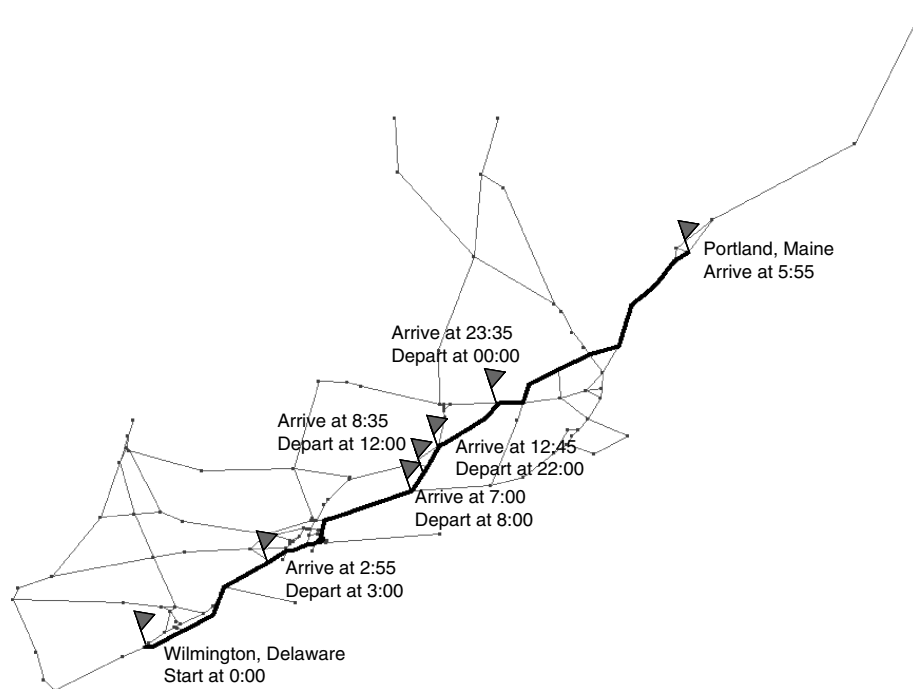 Portland, Maine
Arrive at 5:55
Arrive at 23:35
Depart at 00:00
Arrive at 8:35
Depart at 12:00
Arrive at 12:45
Depart at 22:00
Arrive at 7:00
Depart at 8:00
Arrive at 2:55
Depart at 3:00
Wilmington, Delaware
Start at 0:00